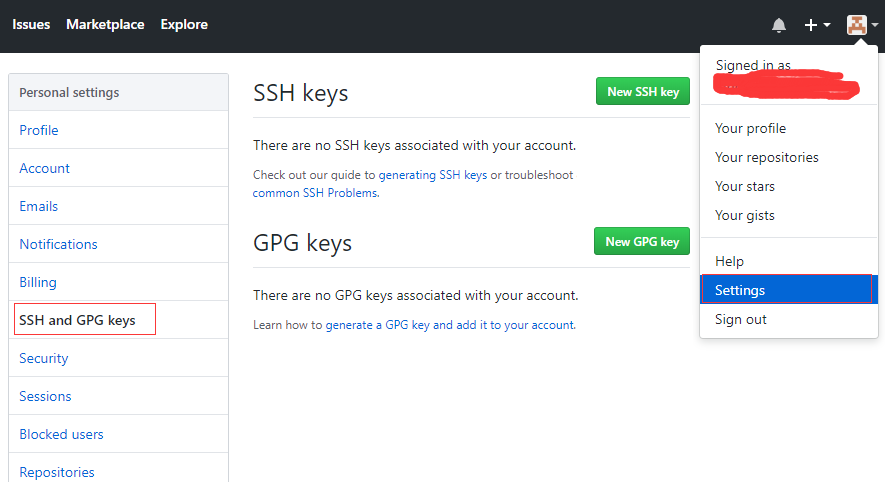 Issues Marketplace Explore
Personal settings
Profile
Account
Emails
Notifications
Billing
SSH and GPG keys
Security
Sessions
Blocked users
Repositories
SSH keys
New SSH key
There are no SSH keys associated with your account.
Check out our guide to generating SSH keys or troubleshoot
common SSH Problems.
GPG keys
New GPG key
There are no GPG keys associated with your account.
Learn how to generate a GPG key and add it to your account.
Signed in as
Your profile
Your repositories
Your stars
Your gists
Help
Settings
Sign out